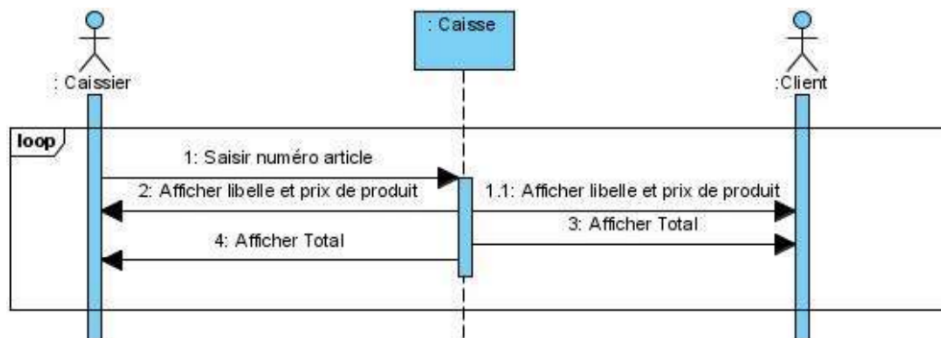 : Caisse
: Caissier
:Client
loop
1: Saisir numéro article
2: Afficher libelle et prix de produit
1.1: Afficher libelle et prix de produit
3: Afficher Total
4: Afficher Total